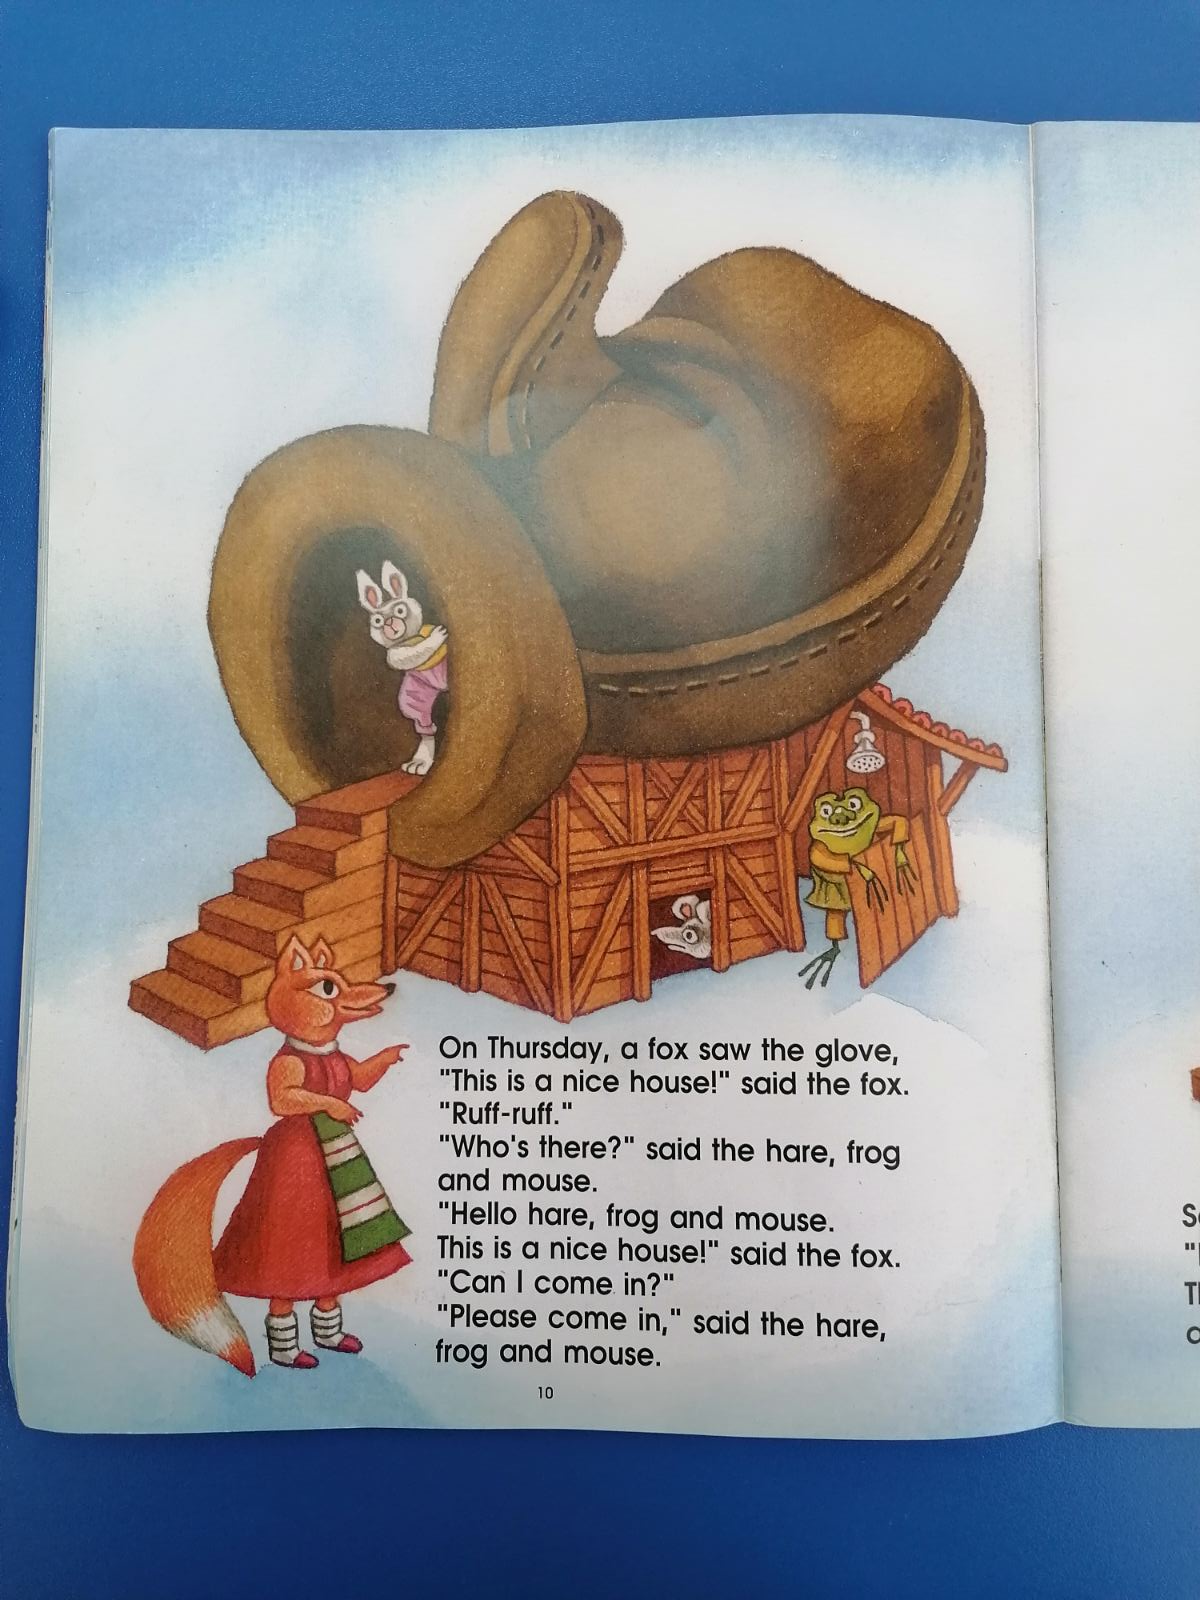 On Thursday, a fox saw the glove,
"This is a nice house!" said the fox.
"Ruff-ruff."
"Who's there?" said the hare, frog
and mouse.
"Hello hare, frog and mouse.
This is a nice house!" said the fox.
"Can I come in?"
"Please come in," said the hare,
frog and mouse.
10